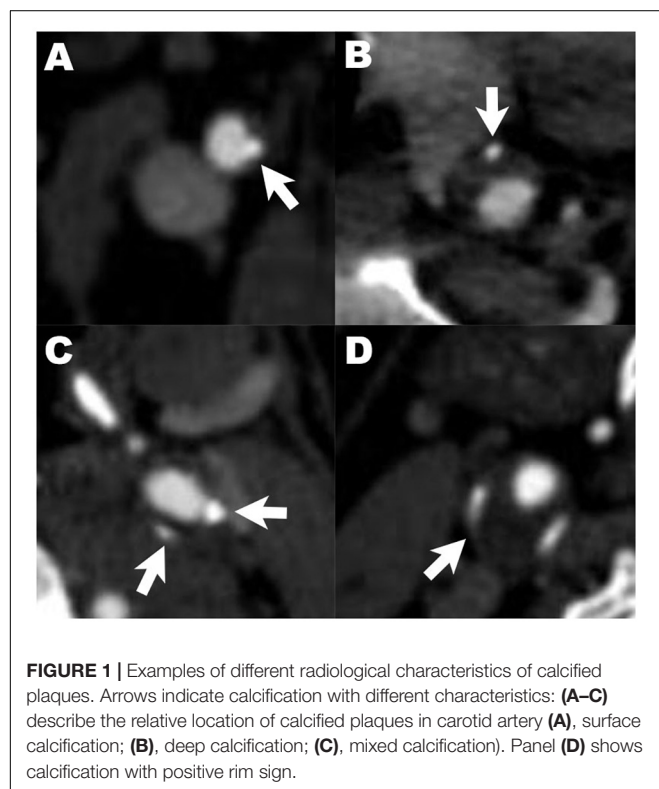 A
B
C
D
FIGURE 1 | Examples of different radiological characteristics of calcified
plaques. Arrows indicate calcification with different characteristics: (A–C)
describe the relative location of calcified plaques in carotid artery (A), surface
calcification; (B), deep calcification; (C), mixed calcification). Panel (D) shows
calcification with positive rim sign.